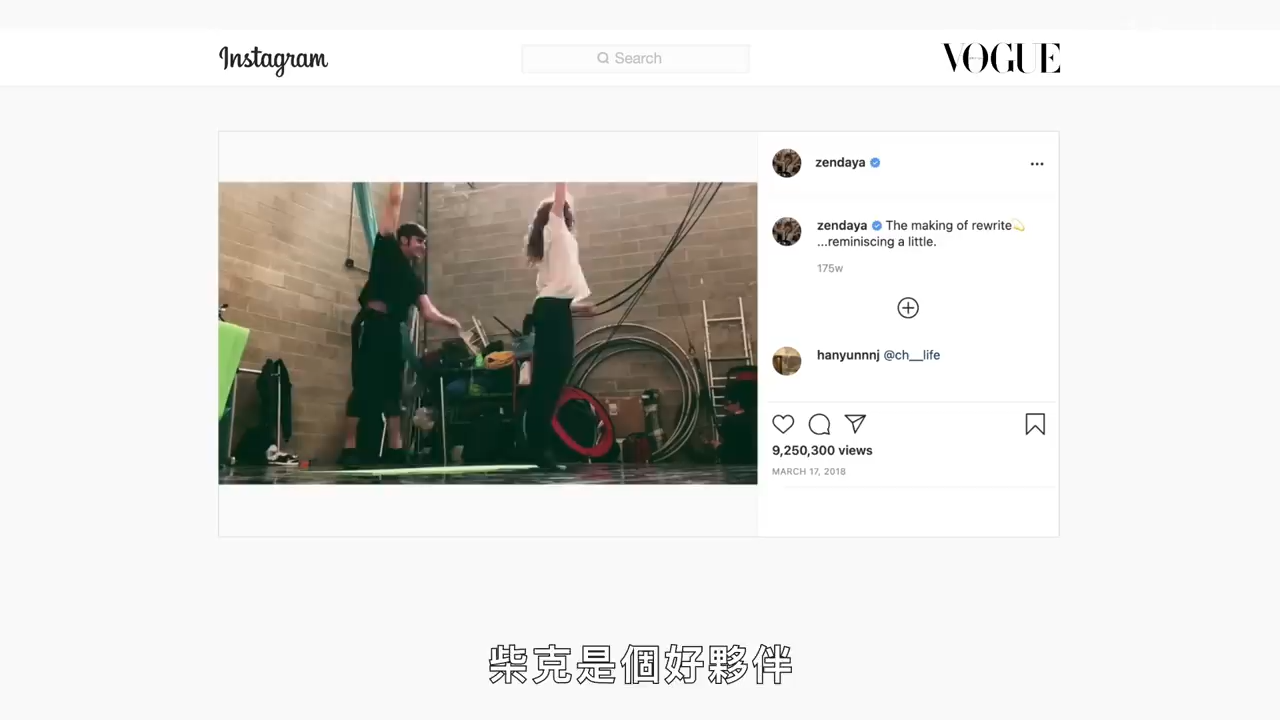 Instagram
Search
VOGUE
zendaya
zendaya The making of rewrite💫
...reminiscing a little.
175w
hanyunnnj @ch__life
9,250,300 views
MARCH 17, 2018
柴克是個好夥伴